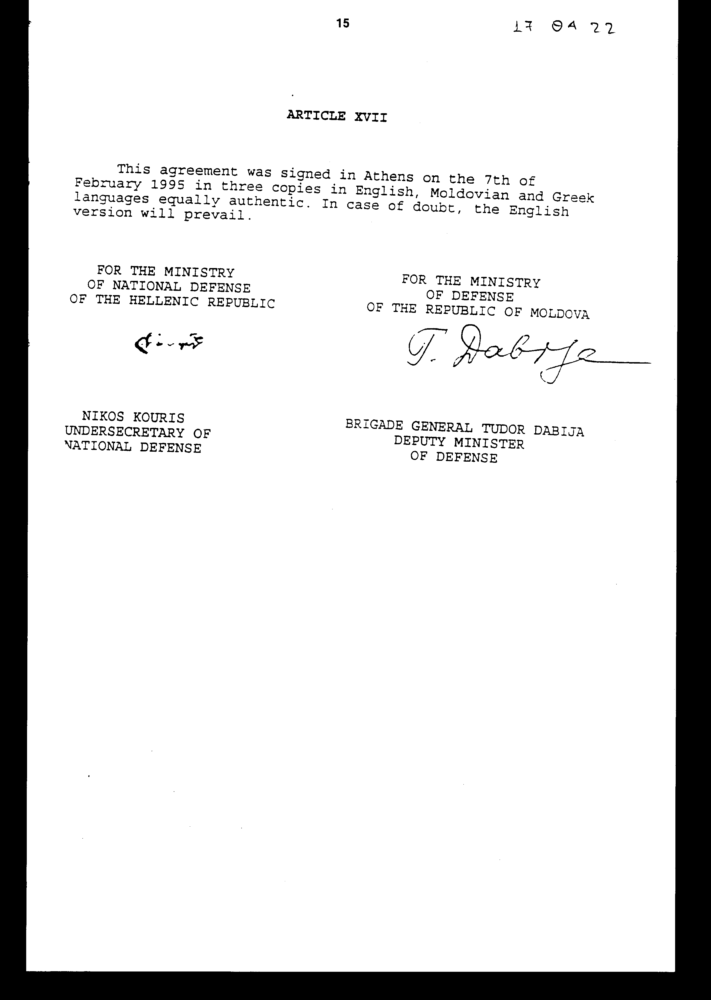 15
17 04 22
ARTICLE XVII
This agreement was signed in Athens on the 7th of
February 1995 in three copies in English, Moldovian and Greek
languages equally authentic. In case of doubt, the English
version will prevail.
FOR THE MINISTRY
OF NATIONAL DEFENSE
OF THE HELLENIC REPUBLIC
FOR THE MINISTRY
OF DEFENSE
OF THE REPUBLIC OF MOLDOVA
T. Dabija
NIKOS KOURIS
UNDERSECRETARY OF
NATIONAL DEFENSE
BRIGADE GENERAL TUDOR DABIJA
DEPUTY MINISTER
OF DEFENSE